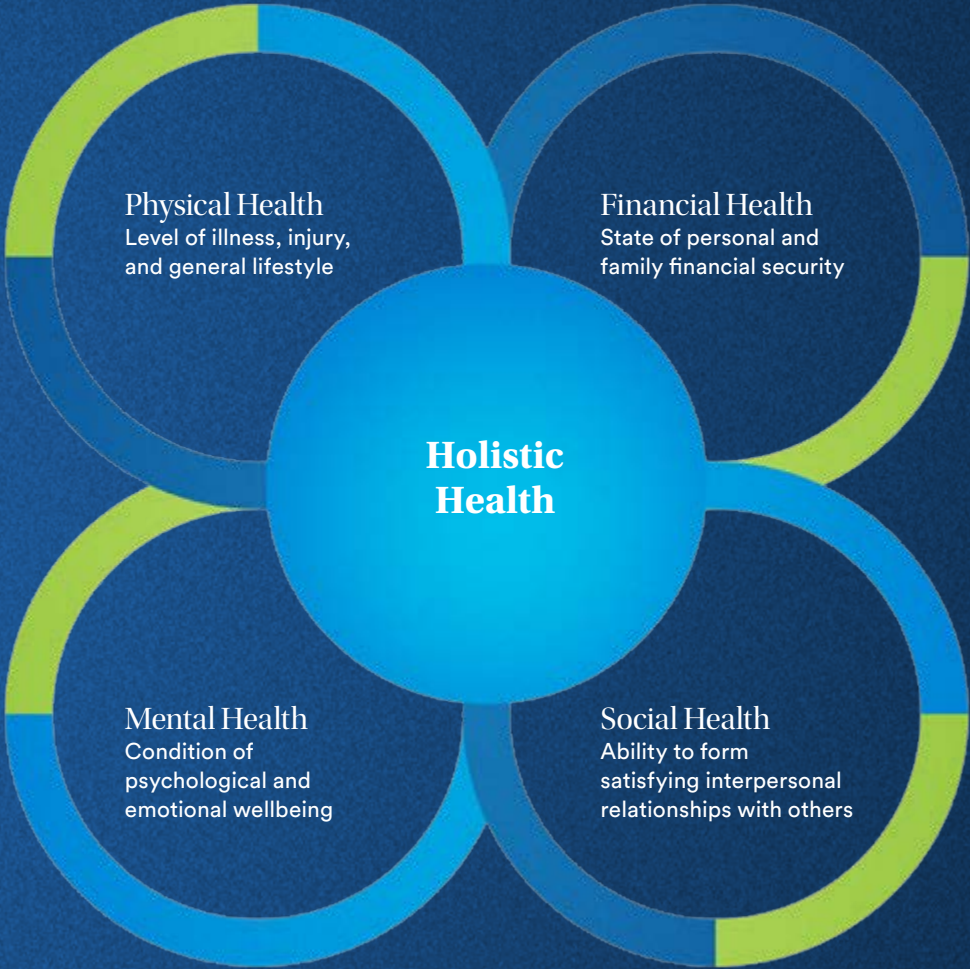 Physical Health
Level of illness, injury,
and general lifestyle
Financial Health
State of personal and
family financial security
Holistic
Health
Mental Health
Condition of
psychological and
emotional wellbeing
Social Health
Ability to form
satisfying interpersonal
relationships with others